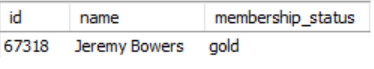 id name membership_status
67318 Jeremy Bowers gold